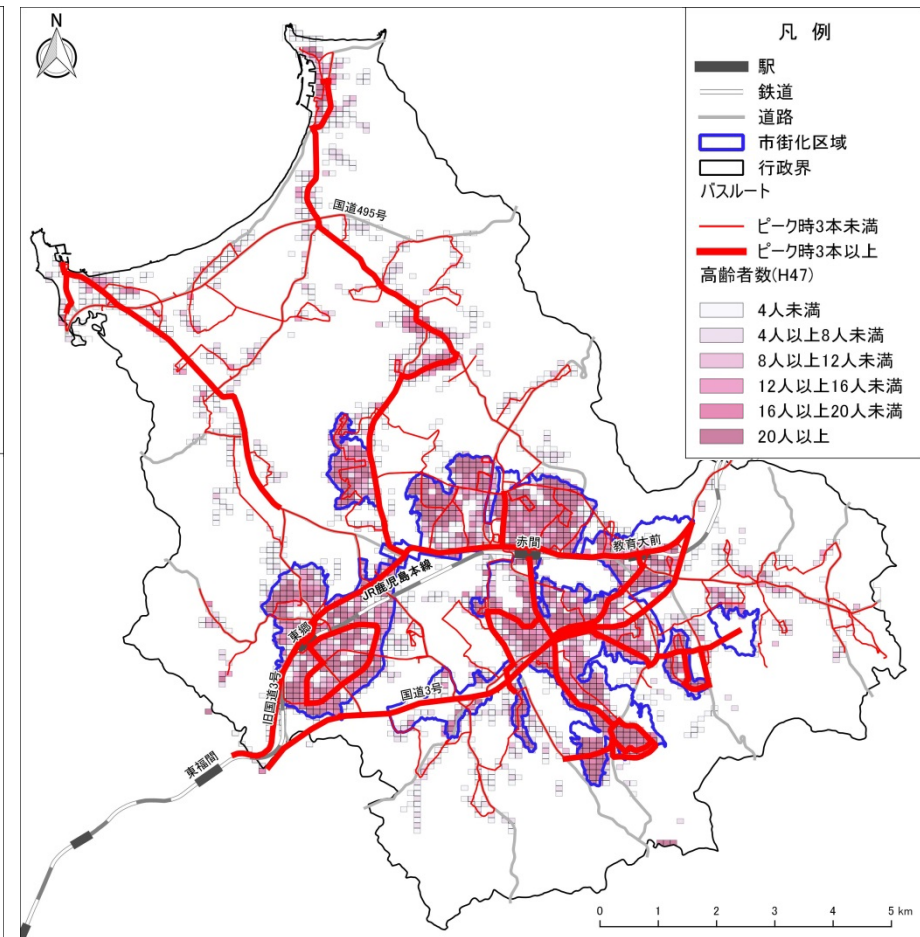 N
凡 例
駅
鉄道
道路
市街化区域
行政界
バスルート
ピーク時3本未満
ピーク時3本以上
高齢者数(H47)
4人未満
4人以上8人未満
8人以上12人未満
12人以上16人未満
16人以上20人未満
20人以上
国道495号
赤間
教育大前
JR鹿児島本線
東郷
国道3号
旧国道3号
東福間
0 1 2 3 4 5 km